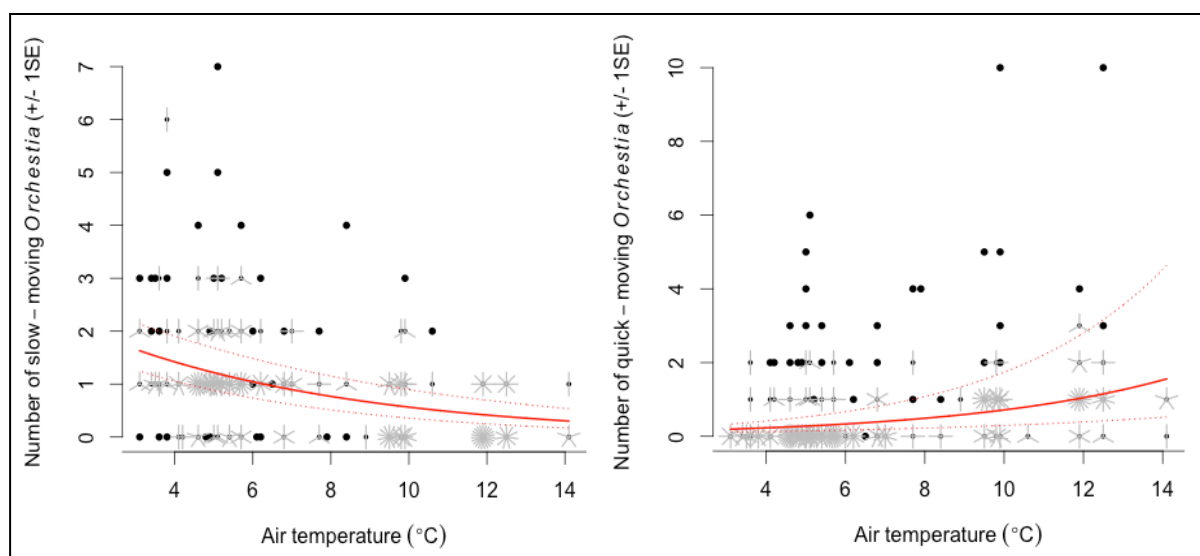 Number of slow – moving Orchestia (+/- 1SE)
7
6
5
4
3
2
1
0
4 6 8 10 12 14
Air temperature (°C)
Number of quick – moving Orchestia (+/- 1SE)
10
8
6
4
2
0
4 6 8 10 12 14
Air temperature (°C)